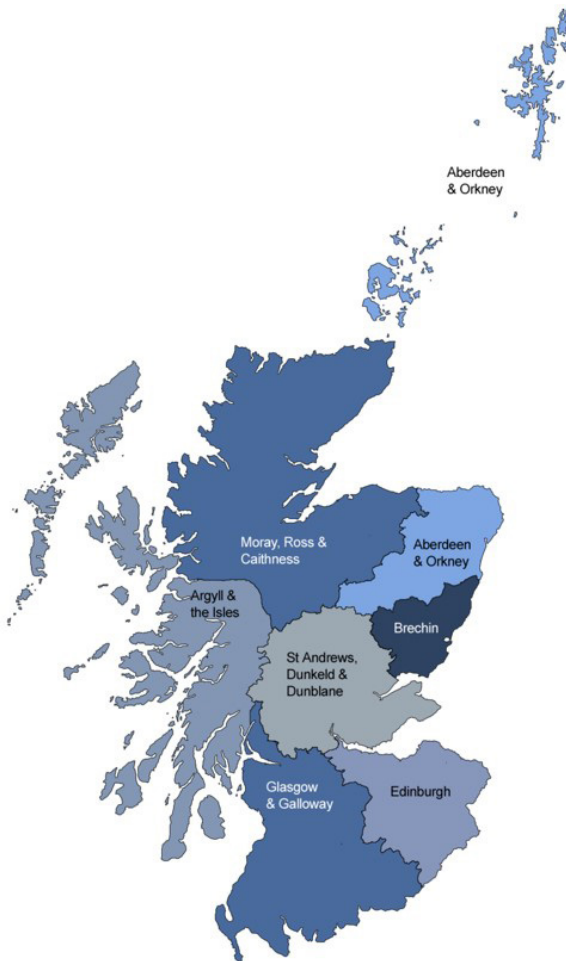 Aberdeen
& Orkney
Moray, Ross &
Caithness
Aberdeen
& Orkney
Argyll &
the Isles
Brechin
St Andrews,
Dunkeld &
Dunblane
Glasgow
& Galloway
Edinburgh